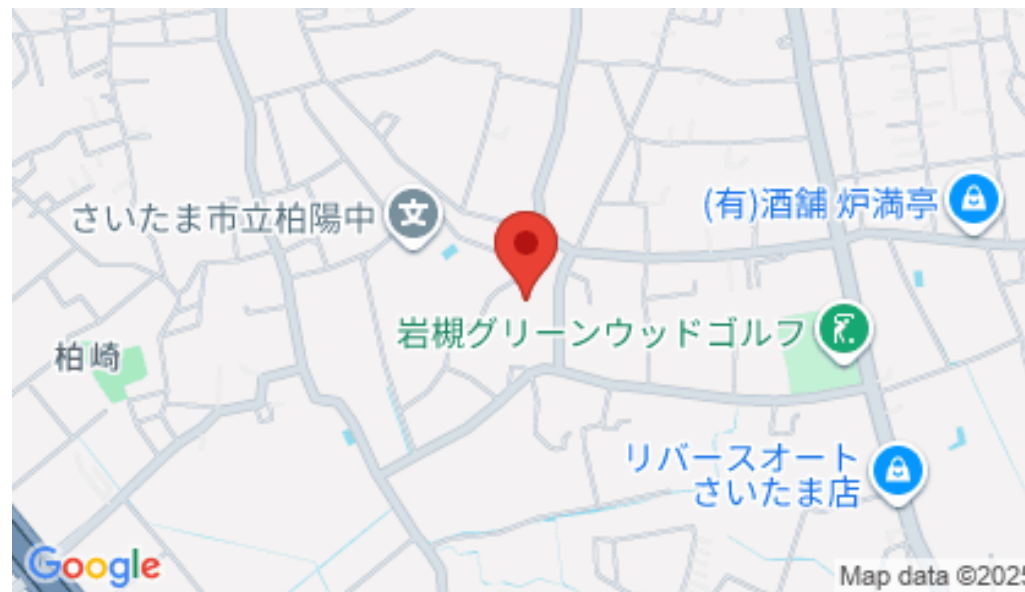 (有)酒舗 炉満亭
さいたま市立柏陽中
文
岩槻グリーンウッドゴルフ
柏崎
リバースオート
さいたま店
Google
Map data ©2025